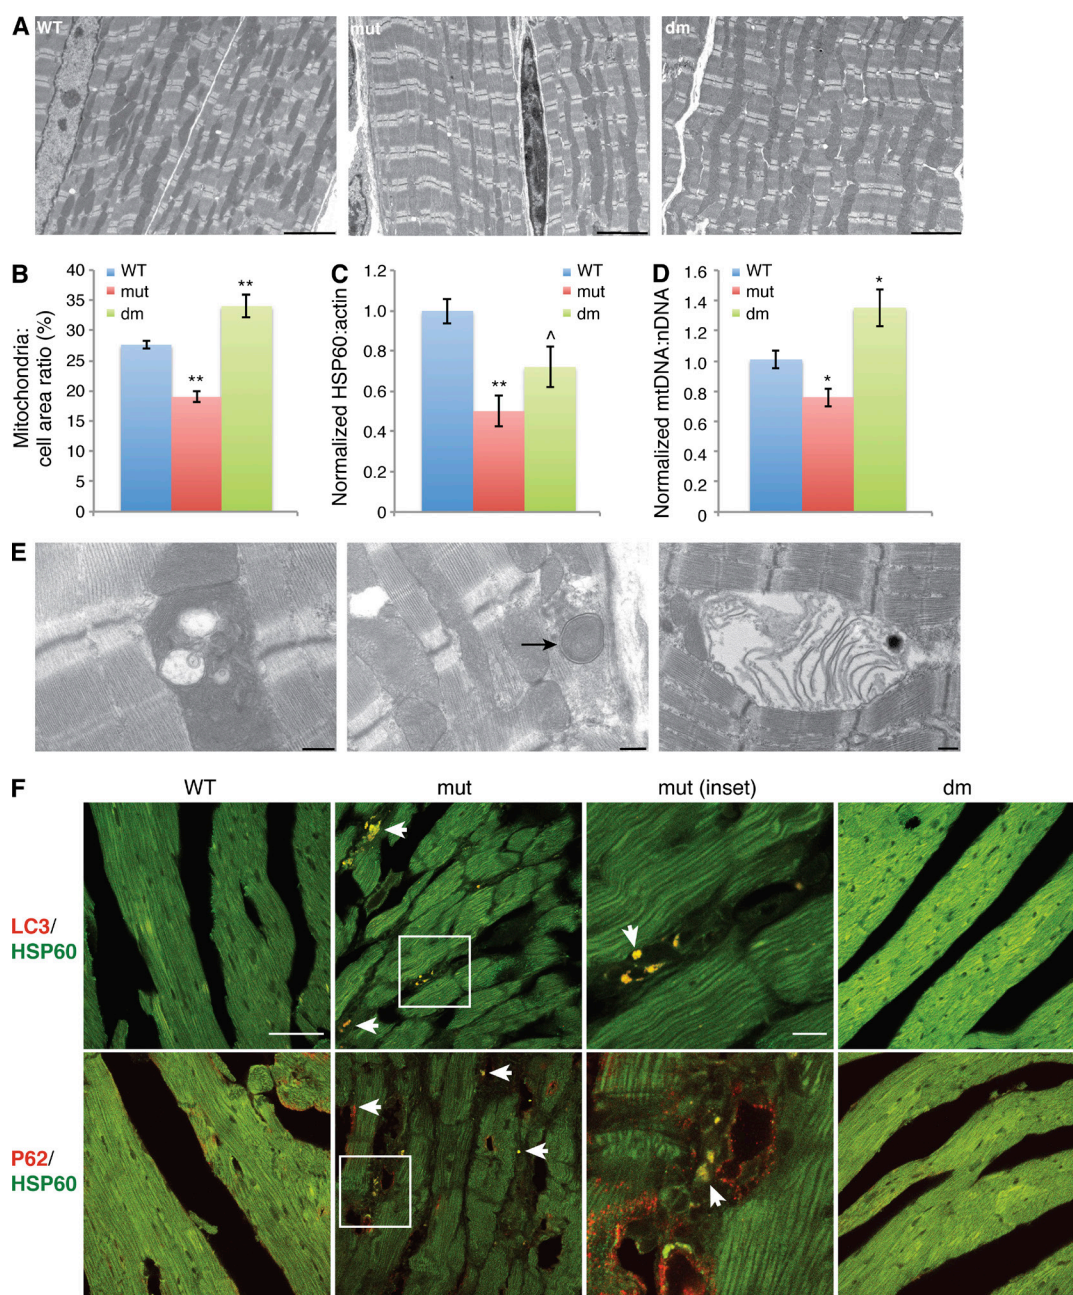 A
WT
mut
dm
B
Mitochondria:
cell area ratio (%)
40
35
30
25
20
15
10
5
0
WT
mut
dm
**
**
C
Normalized HSP60:actin
1.2
1.0
0.8
0.6
0.4
0.2
0
WT
mut
dm
**
^
D
Normalized mtDNA:nDNA
1.6
1.4
1.2
1.0
0.8
0.6
0.4
0.2
0
WT
mut
dm
*
*
E
F
WT
mut
mut (inset)
dm
LC3/
HSP60
P62/
HSP60